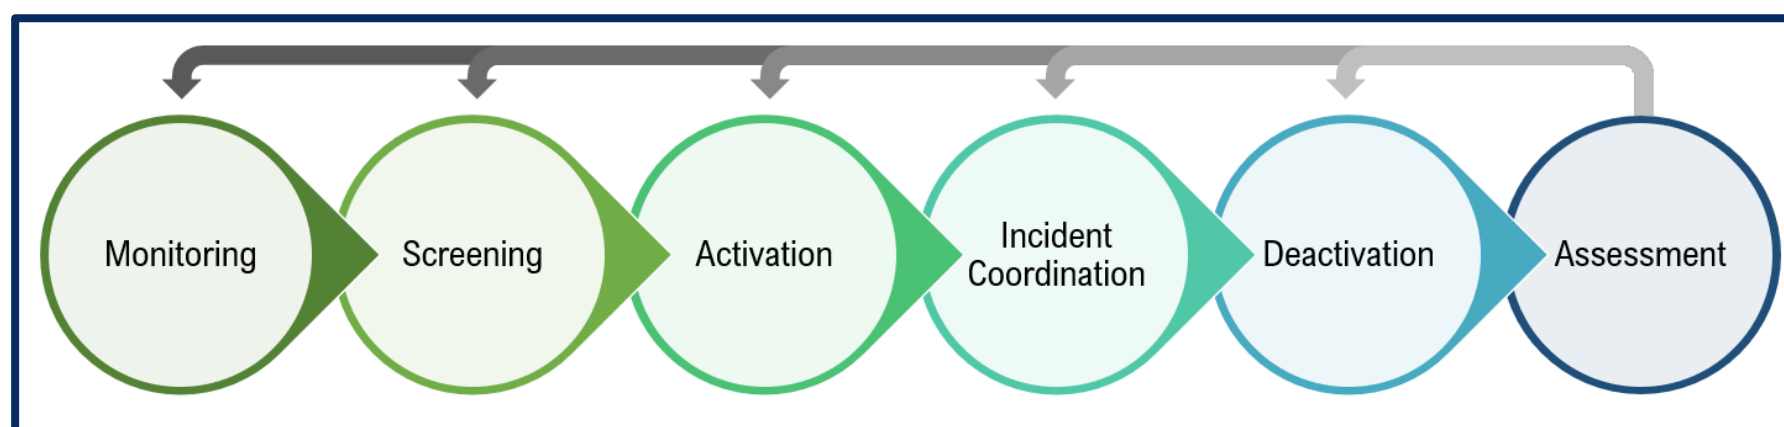 Monitoring
Screening
Activation
Incident
Coordination
Deactivation
Assessment